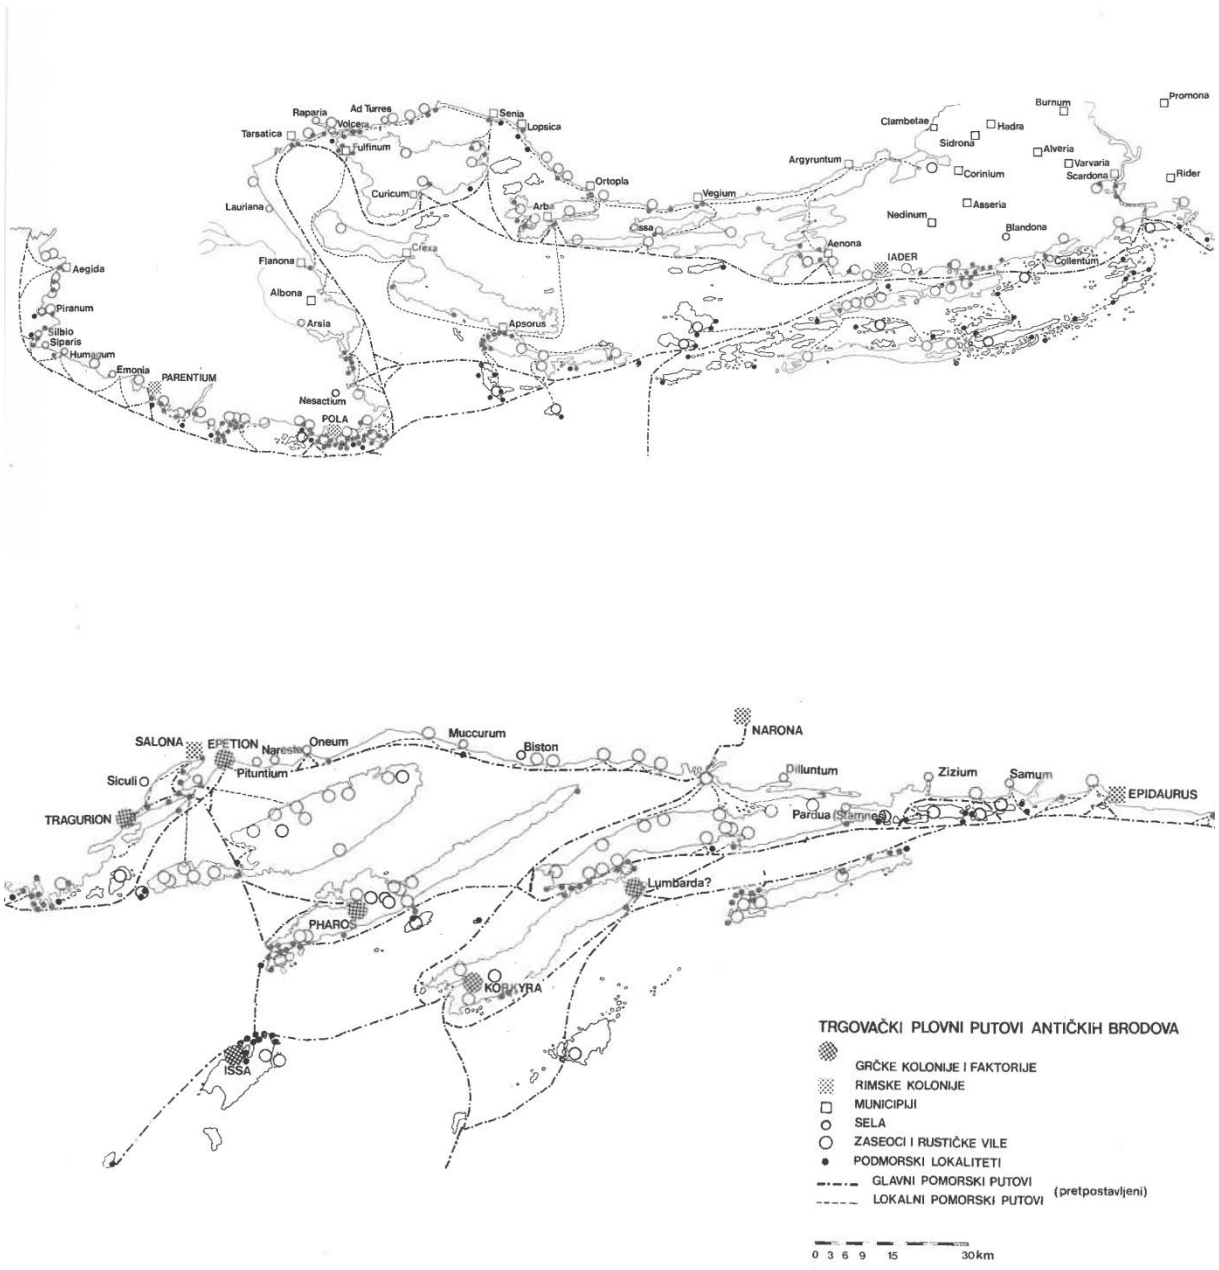 Promona
Burnum
Raparia
Ad Turres
Volcera
Senia
Lopsica
Clambetae
Hadra
Tarsatica
Sidrona
Fulfinum
Alveria
Argyruntum
Varvaria
Corinium
Scardona
Rider
Curicum
Ortopla
Vegium
Lauriana
Arba
Asseria
Nedinum
Cissa
Blandona
Crexa
Aenona
IADER
Collentum
Flanona
Aegida
Albona
Piranum
Arsia
Apsorus
Silbio
Siparis
Humagum
Emonia
PARENTIUM
Nesactium
POLA
NARONA
SALONA
EPETION
Nareste
Oneum
Muccurum
Biston
Siculi
Pituntium
Dilluntum
Zizium
Samum
EPIDAURUS
TRAGURION
Pardua (Stamnes)
Lumbarda?
PHAROS
KORKYRA
ISSA
TRGOVAČKI PLOVNI PUTOVI ANTIČKIH BRODOVA
GRČKE KOLONIJE I FAKTORIJE
RIMSKE KOLONIJE
MUNICIPIJI
SELA
ZASEOCI I RUSTIČKE VILE
PODMORSKI LOKALITETI
GLAVNI POMORSKI PUTOVI
(pretpostavljeni)
LOKALNI POMORSKI PUTOVI
0 3 6 9 15 30km